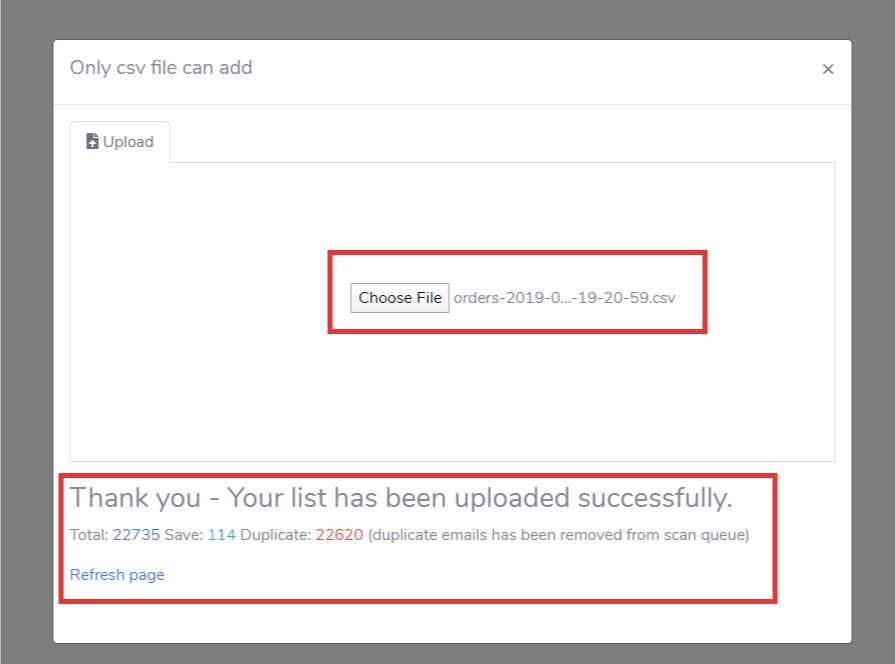 Only csv file can add
×
Upload
Choose File orders-2019-0...-19-20-59.csv
Thank you - Your list has been uploaded successfully.
Total: 22735 Save: 114 Duplicate: 22620 (duplicate emails has been removed from scan queue)
Refresh page